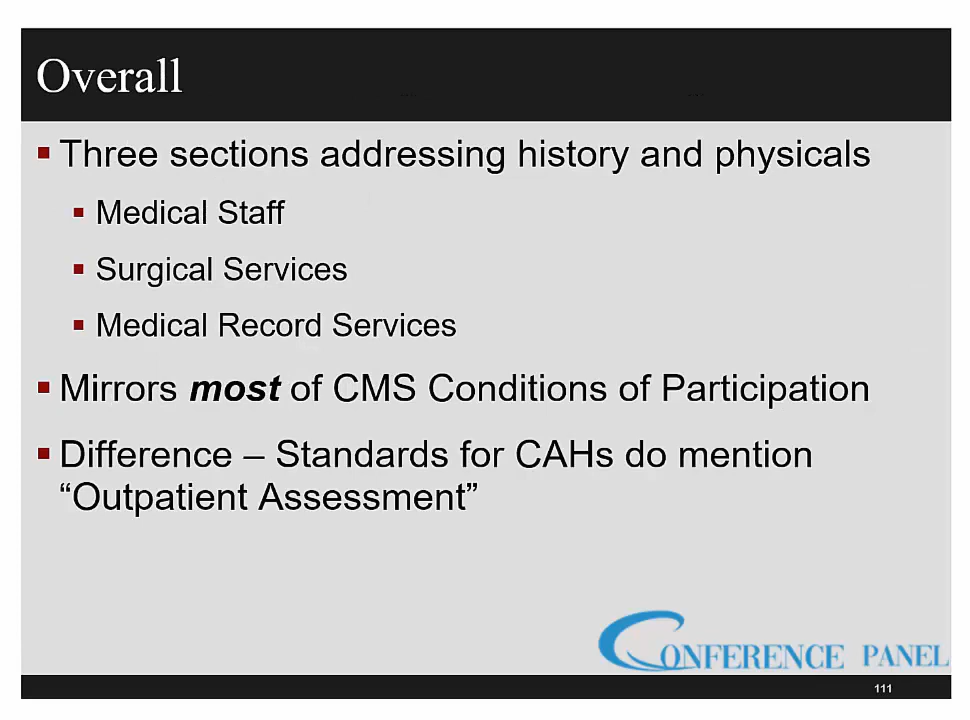 Overall
Three sections addressing history and physicals
Medical Staff
Surgical Services
Medical Record Services
Mirrors most of CMS Conditions of Participation
Difference – Standards for CAHs do mention
“Outpatient Assessment”
CONFERENCE PANEL
111